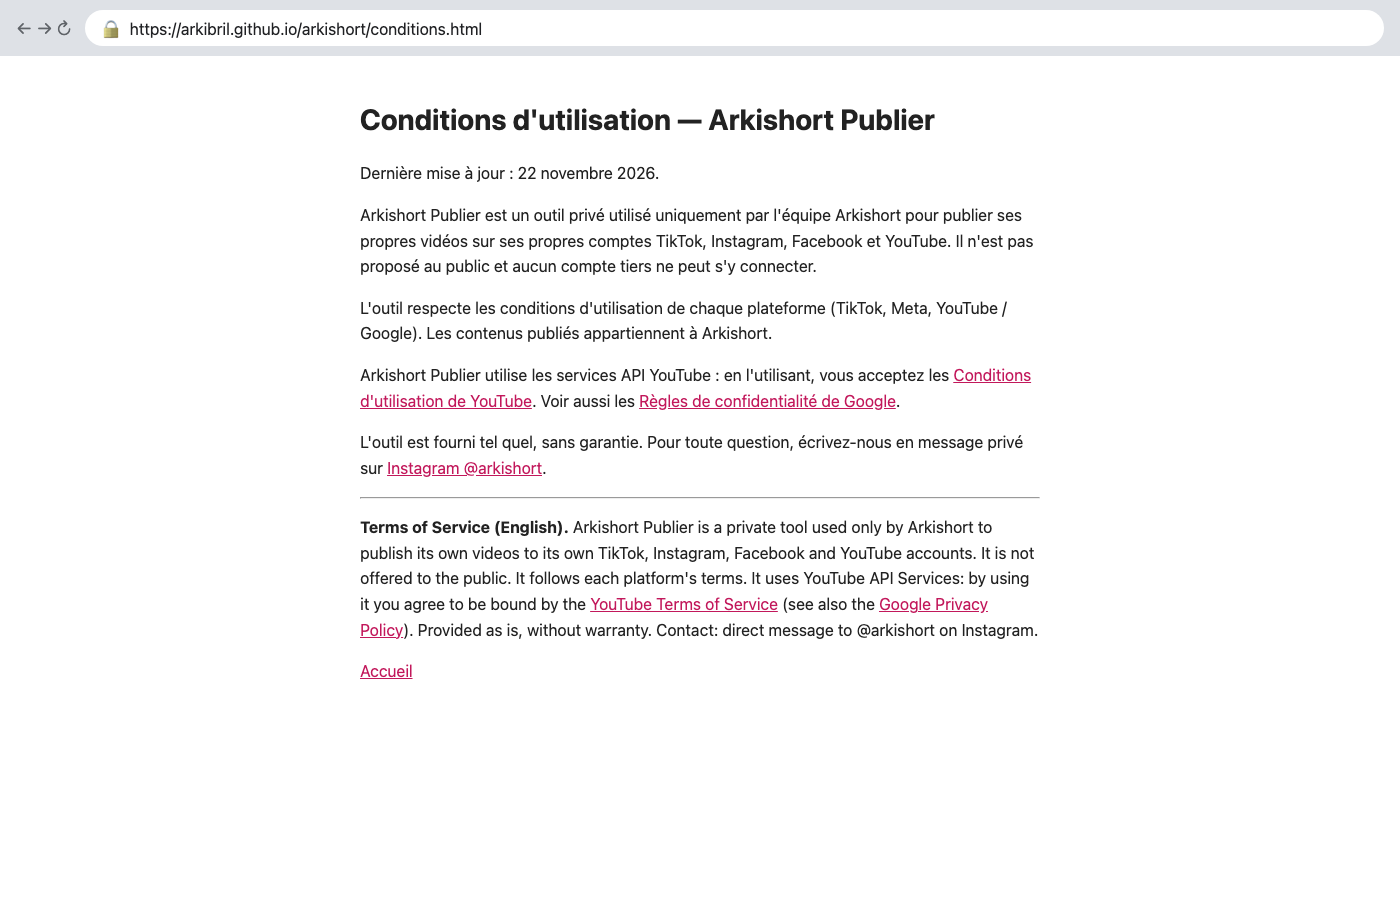 https://arkibril.github.io/arkishort/conditions.html
Conditions d'utilisation — Arkishort Publier
Dernière mise à jour : 22 novembre 2026.
Arkishort Publier est un outil privé utilisé uniquement par l'équipe Arkishort pour publier ses
propres vidéos sur ses propres comptes TikTok, Instagram, Facebook et YouTube. Il n'est pas
proposé au public et aucun compte tiers ne peut s'y connecter.
L'outil respecte les conditions d'utilisation de chaque plateforme (TikTok, Meta, YouTube /
Google). Les contenus publiés appartiennent à Arkishort.
Arkishort Publier utilise les services API YouTube : en l'utilisant, vous acceptez les Conditions
d'utilisation de YouTube. Voir aussi les Règles de confidentialité de Google.
L'outil est fourni tel quel, sans garantie. Pour toute question, écrivez-nous en message privé
sur Instagram @arkishort.
Terms of Service (English). Arkishort Publier is a private tool used only by Arkishort to
publish its own videos to its own TikTok, Instagram, Facebook and YouTube accounts. It is not
offered to the public. It follows each platform's terms. It uses YouTube API Services: by using
it you agree to be bound by the YouTube Terms of Service (see also the Google Privacy
Policy). Provided as is, without warranty. Contact: direct message to @arkishort on Instagram.
Accueil